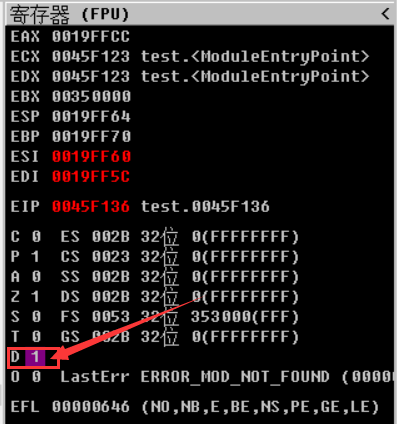 寄存器 (FPU) <
EAX 0019FFCC
ECX 0045F123 test.<ModuleEntryPoint>
EDX 0045F123 test.<ModuleEntryPoint>
EBX 00350000
ESP 0019FF64
EBP 0019FF70
ESI 0019FF60
EDI 0019FF5C
EIP 0045F136 test.0045F136
C 0 ES 002B 32位 0(FFFFFFFF)
P 1 CS 0023 32位 0(FFFFFFFF)
A 0 SS 002B 32位 0(FFFFFFFF)
Z 1 DS 002B 32位 0(FFFFFFFF)
S 0 FS 0053 32位 353000(FFF)
T 0 GS 002B 32位 0(FFFFFFFF)
D 1
O 0 LastErr ERROR_MOD_NOT_FOUND (0000
EFL 00000646 (NO,NB,E,BE,NS,PE,GE,LE)